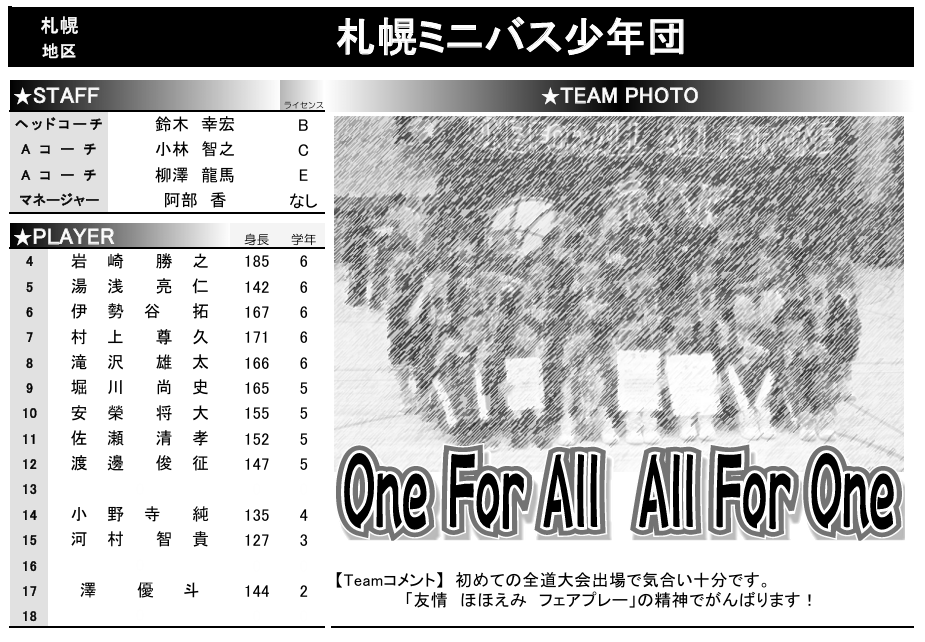 札幌
地区
札幌ミニバス少年団
★STAFF ライセンス
ヘッドコーチ 鈴木 幸宏 B
Aコーチ 小林 智之 C
Aコーチ 柳澤 龍馬 E
マネージャー 阿部 香 なし
★PLAYER 身長 学年
4 岩崎 勝之 185 6
5 湯浅 亮仁 142 6
6 伊勢谷 拓 167 6
7 村上 尊久 171 6
8 滝沢 雄太 166 6
9 堀川 尚史 165 5
10 安榮 将大 155 5
11 佐瀬 清孝 152 5
12 渡邊 俊征 147 5
13
14 小野寺 純 135 4
15 河村 智貴 127 3
16
17 澤 優斗 144 2
18
★TEAM PHOTO
One For All All For One
【Teamコメント】 初めての全道大会出場で気合い十分です。
「友情 ほほえみ フェアプレー」の精神でがんばります！